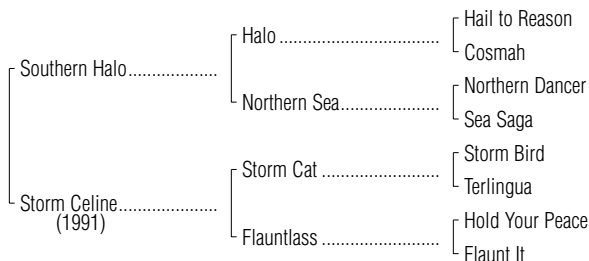 Hail to Reason
Halo
Cosmah
Southern Halo
Northern Dancer
Northern Sea
Sea Saga
Storm Bird
Storm Cat
Terlingua
Storm Celine
(1991)
Hold Your Peace
Flauntlass
Flaunt It